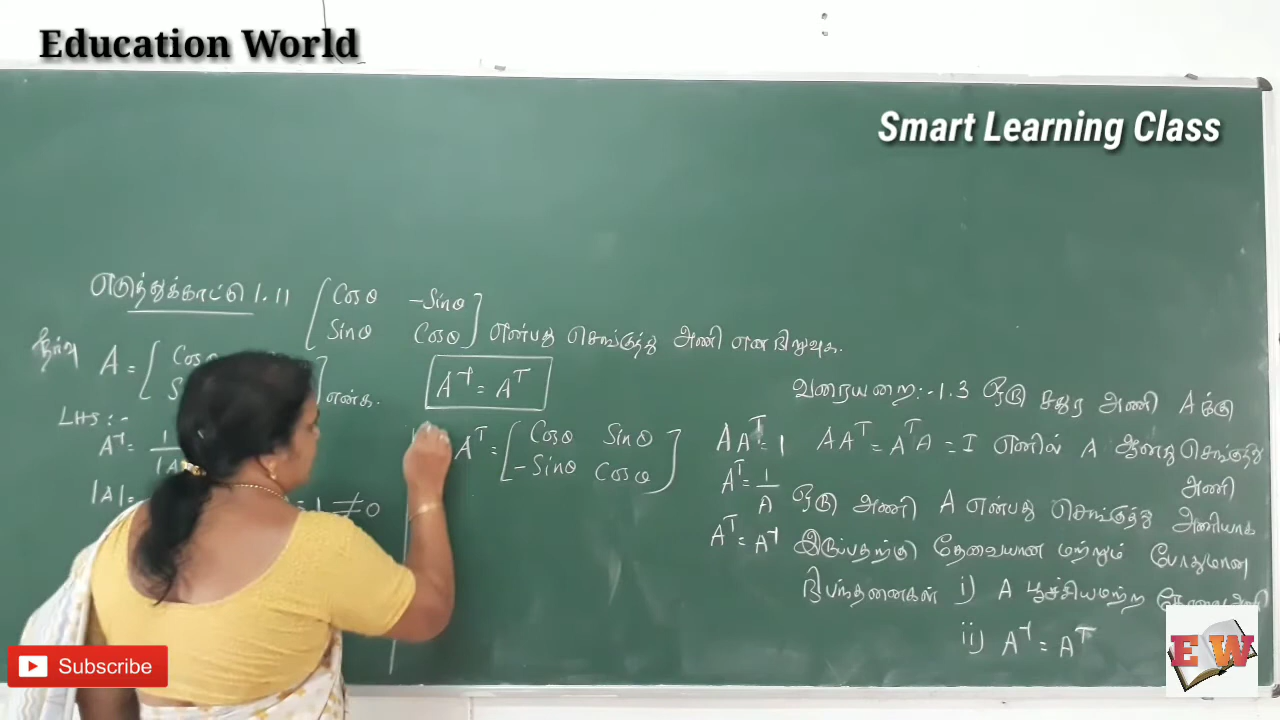 Education World
Smart Learning Class
எடுத்துக்காட்டு 1.11 [ Cosθ -Sinθ
Sinθ Cosθ ] என்பது செங்குத்து அணி என நிறுவுக.
தீர்வு A = [ Cosθ
] என்க.
A⁻¹ = Aᵀ
LHS :-
A⁻¹ = 1
|A|
|A| = = 1 ≠ 0
Aᵀ = [ Cosθ Sinθ
-Sinθ Cosθ ]
AAᵀ = 1
Aᵀ = 1/A
Aᵀ = A⁻¹
வரையறை:- 1.3 ஒரு சதுர அணி A க்கு
AAᵀ = AᵀA = I எனில் A ஆனது செங்குத்து
அணி
ஒரு அணி A என்பது செங்குத்து அணியாக
இருப்பதற்கு தேவையான மற்றும் போதுமான
நிபந்தனைகள் i) A பூச்சியமற்ற
ii) A⁻¹ = Aᵀ
Subscribe
EW